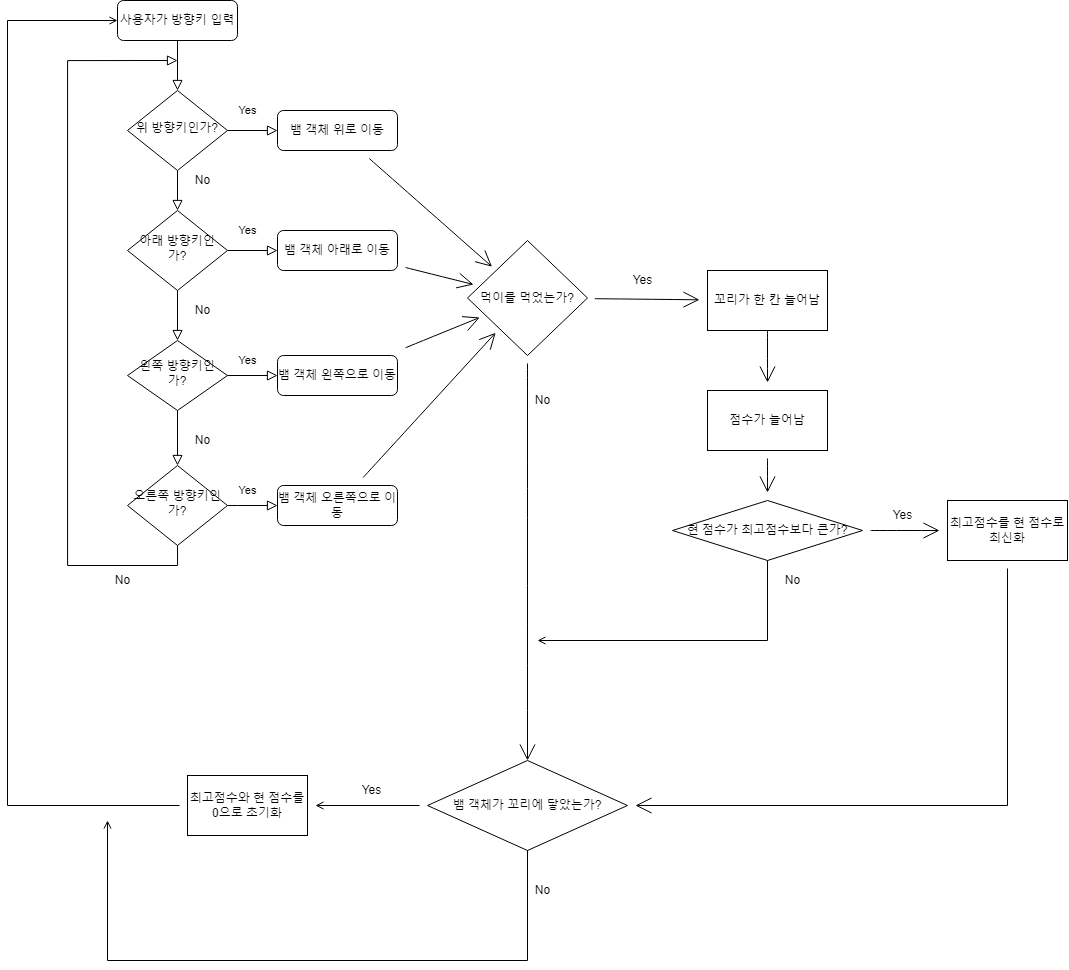 사용자가 방향키 입력
위 방향키인가?
Yes
뱀 객체 위로 이동
No
아래 방향키인
가?
Yes
뱀 객체 아래로 이동
No
왼쪽 방향키인
가?
Yes
뱀 객체 왼쪽으로 이동
No
오른쪽 방향키인
가?
Yes
뱀 객체 오른쪽으로 이
동
No
먹이를 먹었는가?
Yes
꼬리가 한 칸 늘어남
No
점수가 늘어남
현 점수가 최고점수보다 큰가?
Yes
최고점수를 현 점수로
최신화
No
뱀 객체가 꼬리에 닿았는가?
Yes
최고점수와 현 점수를
0으로 초기화
No